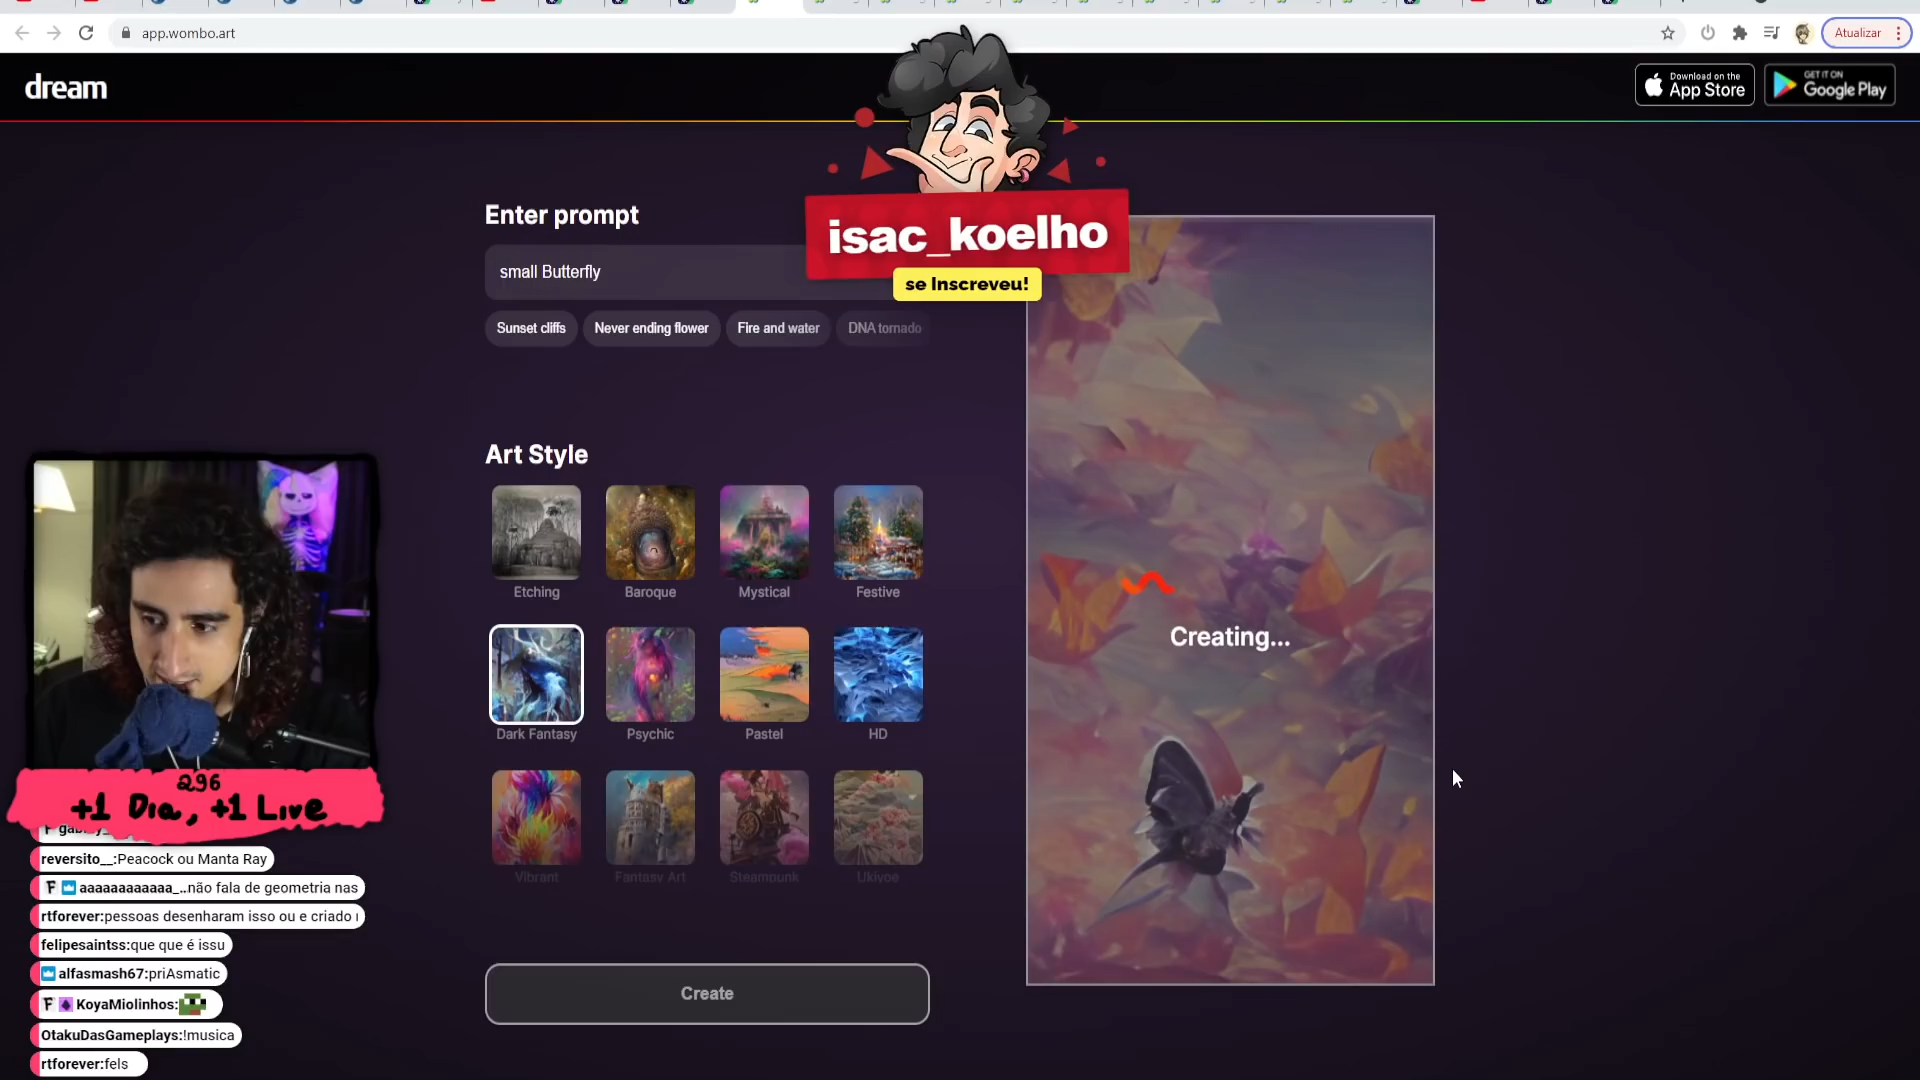 app.wombo.art
Atualizar
dream
Download on the
App Store
GET IT ON
Google Play
isac_koelho
se Inscreveu!
Enter prompt
small Butterfly
Sunset cliffs
Never ending flower
Fire and water
DNA tornado
Art Style
Etching
Baroque
Mystical
Festive
Dark Fantasy
Psychic
Pastel
HD
Vibrant
Fantasy Art
Steampunk
Ukiyoe
Creating...
Create
296
+1 Dia, +1 Live
reversito__:Peacock ou Manta Ray
aaaaaaaaaaaa_..não fala de geometria nas
rtforever:pessoas desenharam isso ou e criado
felipesaintss:que que é issu
alfasmash67:priAsmatic
KoyaMiolinhos:
OtakuDasGameplays:!musica
rtforever:fels